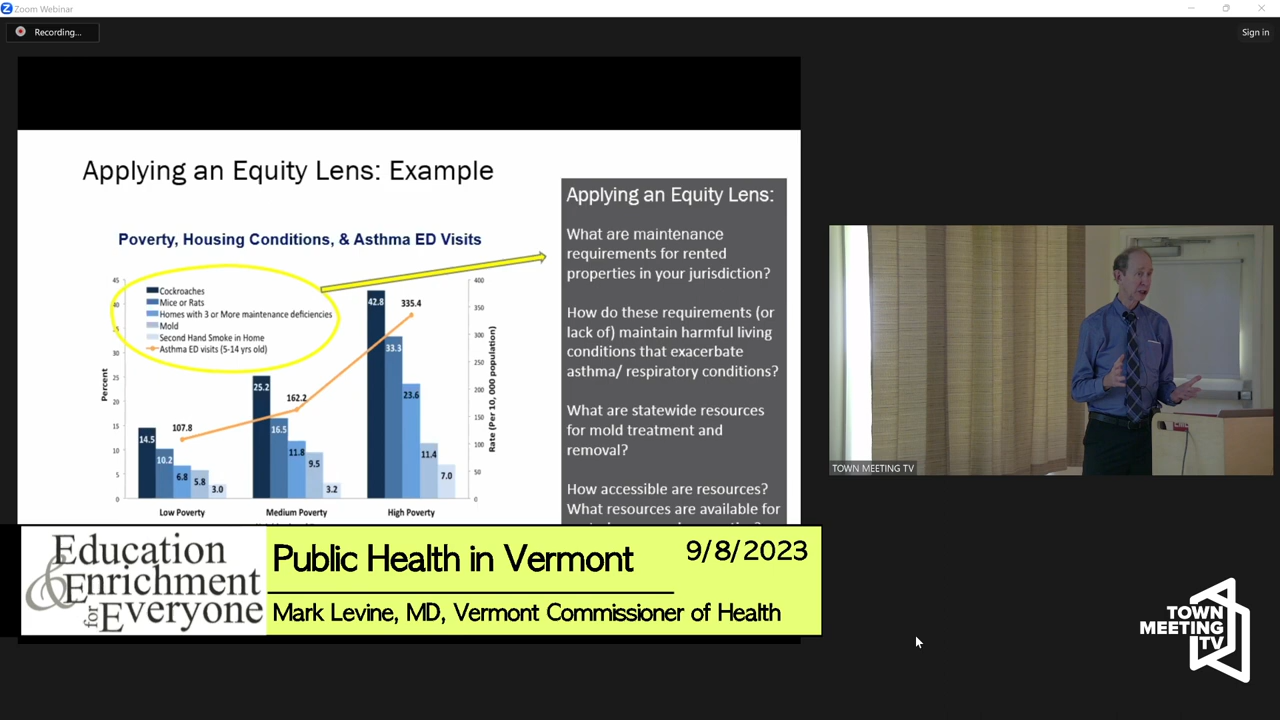 Zoom Webinar
Recording...
Sign in
Applying an Equity Lens: Example
Poverty, Housing Conditions, & Asthma ED Visits
45
40
35
30
25
20
15
10
5
0
Percent
Cockroaches
Mice or Rats
Homes with 3 or More maintenance deficiencies
Mold
Second Hand Smoke in Home
Asthma ED visits (5-14 yrs old)
14.5
10.2
6.8
5.8
3.0
107.8
25.2
16.5
11.8
9.5
3.2
162.2
42.8
33.3
23.6
11.4
7.0
335.4
400
350
300
250
200
150
100
50
0
Rate (Per 10, 000 population)
Low Poverty
Medium Poverty
High Poverty
Applying an Equity Lens:
What are maintenance
requirements for rented
properties in your jurisdiction?
How do these requirements (or
lack of) maintain harmful living
conditions that exacerbate
asthma/ respiratory conditions?
What are statewide resources
for mold treatment and
removal?
How accessible are resources?
What resources are available for
TOWN MEETING TV
Education
& Enrichment
for Everyone
Public Health in Vermont
9/8/2023
Mark Levine, MD, Vermont Commissioner of Health
TOWN
MEETING
TV